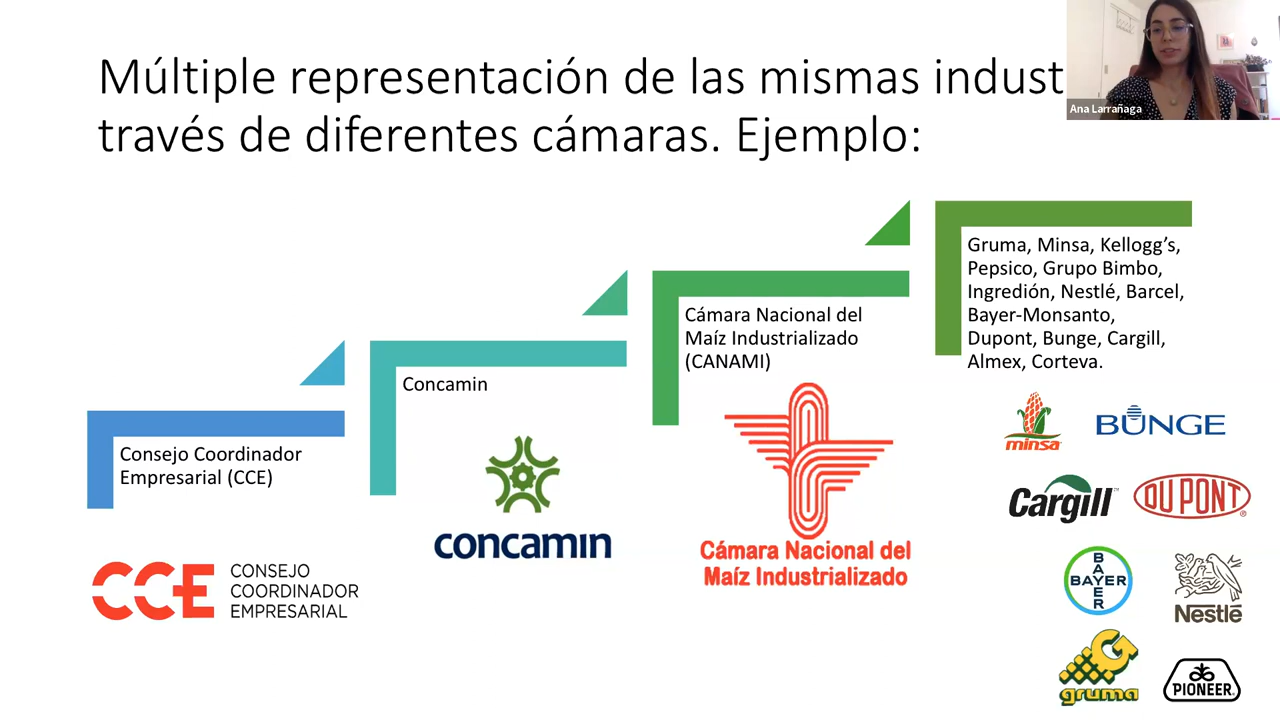 Múltiple representación de las mismas indust
través de diferentes cámaras. Ejemplo:
Ana Larrañaga
Consejo Coordinador
Empresarial (CCE)
CCE CONSEJO
COORDINADOR
EMPRESARIAL
Concamin
concamin
Cámara Nacional del
Maíz Industrializado
(CANAMI)
Cámara Nacional del
Maíz Industrializado
Gruma, Minsa, Kellogg’s,
Pepsico, Grupo Bimbo,
Ingredión, Nestlé, Barcel,
Bayer-Monsanto,
Dupont, Bunge, Cargill,
Almex, Corteva.
minsa
BUNGE
Cargill™
DUPONT®
BAYER
BAYER
Nestlé
gruma
PIONEER